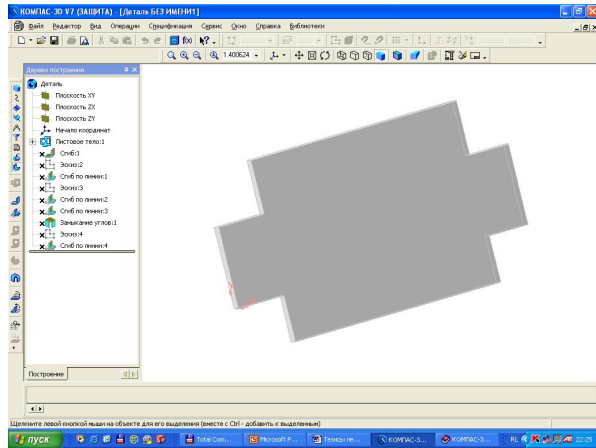 КОМПАС-3D V7 (ЗАЩИТА) - [Деталь БЕЗ ИМЕНИ1]
Файл Редактор Вид Операции Спецификация Сервис Окно Справка Библиотеки
1.400624
Дерево построения
Деталь
Плоскость XY
Плоскость ZX
Плоскость ZY
Начало координат
Листовое тело:1
Сгиб:1
Эскиз:2
Сгиб по линии:1
Эскиз:3
Сгиб по линии:2
Сгиб по линии:3
Замыкание углов:1
Эскиз:4
Сгиб по линии:4
Построение
Щелкните левой кнопкой мыши на объекте для его выделения (вместе с Ctrl - добавить к выделенным)
пуск Total Com... Microsoft P... Тезисы пе... КОМПАС-3... КОМПАС-3... RL 22:25